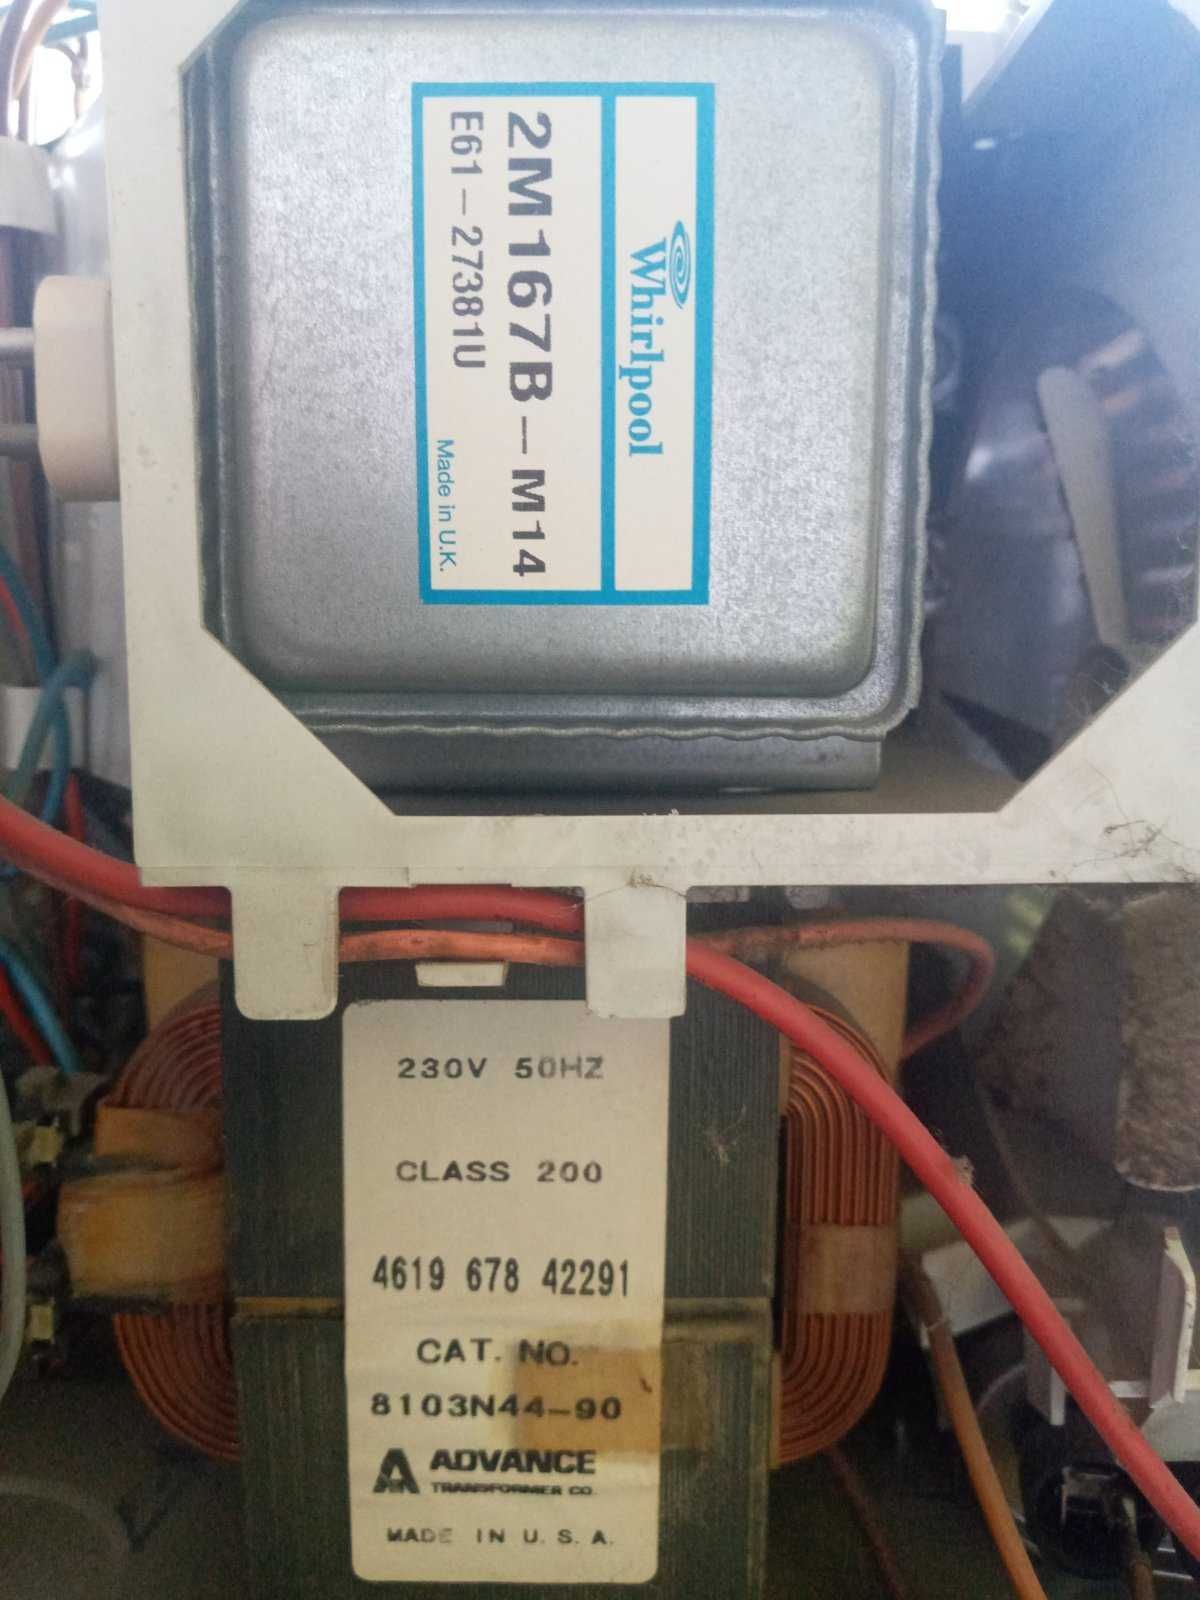 Whirlpool
2M167B-M14
E61-27381U
Made in U.K.
230V 50HZ
CLASS 200
4619 678 42291
CAT. NO.
8103N44-90
ADVANCE
TRANSFORMER CO.
MADE IN U.S.A.